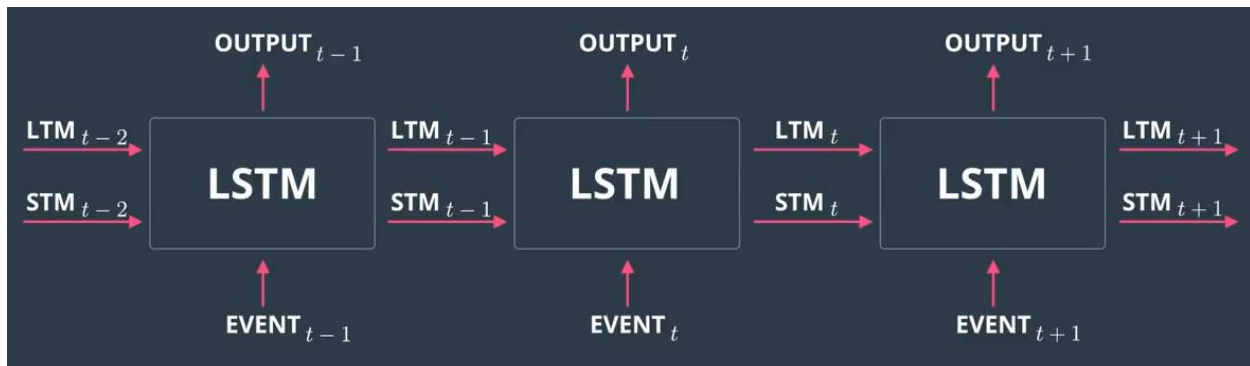 OUTPUT t − 1 OUTPUT t OUTPUT t + 1
LTM t − 2 LTM t − 1 LTM t LTM t + 1
LSTM LSTM LSTM
STM t − 2 STM t − 1 STM t STM t + 1
EVENT t − 1 EVENT t EVENT t + 1